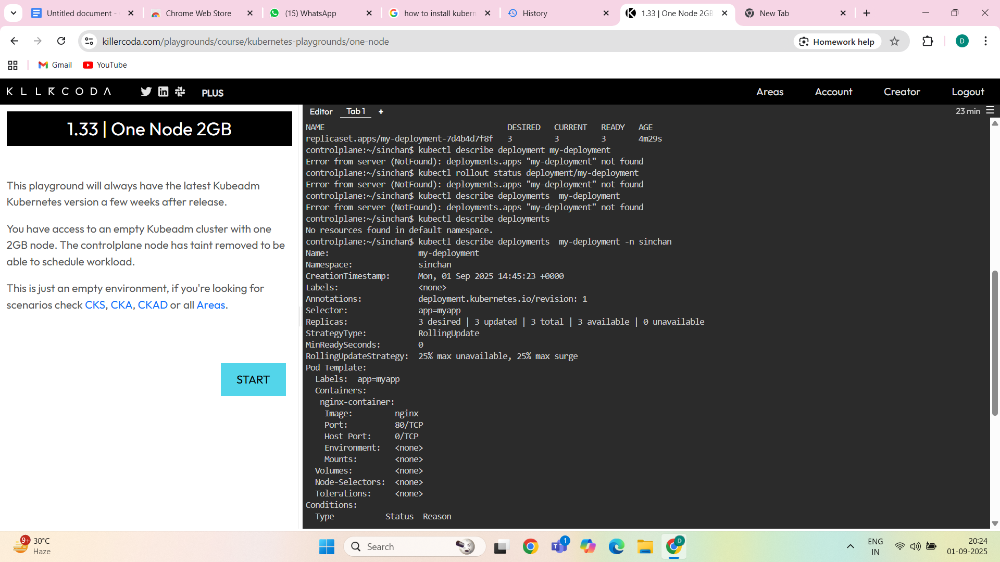 Untitled document -
Chrome Web Store
(15) WhatsApp
how to install kubern
History
1.33 | One Node 2GB
New Tab
killercoda.com/playgrounds/course/kubernetes-playgrounds/one-node
Homework help
D
Gmail
YouTube
KLLRCODA
PLUS
Areas
Account
Creator
Logout
1.33 | One Node 2GB
This playground will always have the latest Kubeadm
Kubernetes version a few weeks after release.
You have access to an empty Kubeadm cluster with one
2GB node. The controlplane node has taint removed to be
able to schedule workload.
This is just an empty environment, if you're looking for
scenarios check CKS, CKA, CKAD or all Areas.
START
Editor
Tab 1
+
23 min
NAME DESIRED CURRENT READY AGE
replicaset.apps/my-deployment-7d4b4d7f8f 3 3 3 4m29s
controlplane:~/sinchan$ kubectl describe deployment my-deployment
Error from server (NotFound): deployments.apps "my-deployment" not found
controlplane:~/sinchan$ kubectl rollout status deployment/my-deployment
Error from server (NotFound): deployments.apps "my-deployment" not found
controlplane:~/sinchan$ kubectl describe deployments  my-deployment
Error from server (NotFound): deployments.apps "my-deployment" not found
controlplane:~/sinchan$ kubectl describe deployments
No resources found in default namespace.
controlplane:~/sinchan$ kubectl describe deployments  my-deployment -n sinchan
Name: my-deployment
Namespace: sinchan
CreationTimestamp: Mon, 01 Sep 2025 14:45:23 +0000
Labels: <none>
Annotations: deployment.kubernetes.io/revision: 1
Selector: app=myapp
Replicas: 3 desired | 3 updated | 3 total | 3 available | 0 unavailable
StrategyType: RollingUpdate
MinReadySeconds: 0
RollingUpdateStrategy: 25% max unavailable, 25% max surge
Pod Template:
Labels: app=myapp
Containers:
nginx-container:
Image: nginx
Port: 80/TCP
Host Port: 0/TCP
Environment: <none>
Mounts: <none>
Volumes: <none>
Node-Selectors: <none>
Tolerations: <none>
Conditions:
Type Status Reason
9+
30°C
Haze
Search
1
D
ENG
IN
20:24
01-09-2025